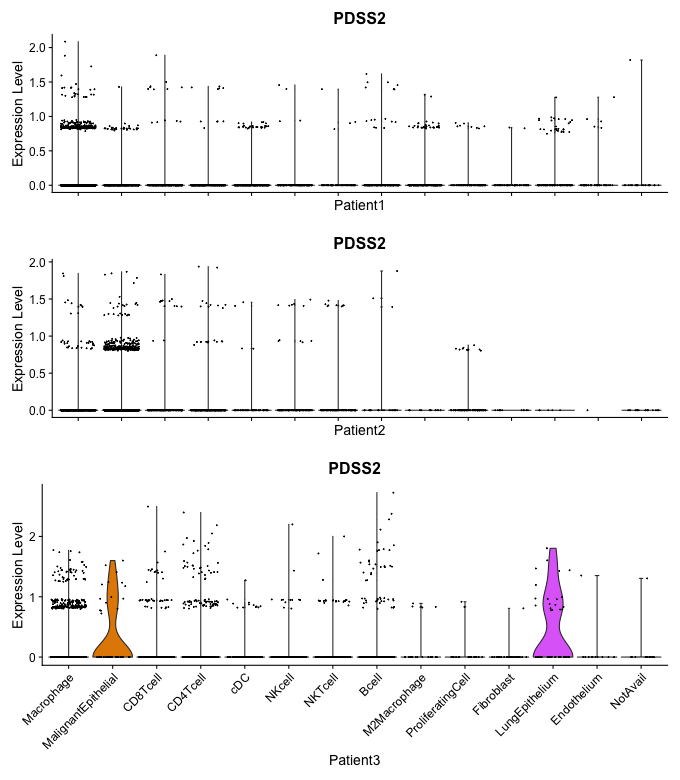 PDSS2
Expression Level
2.0
1.5
1.0
0.5
0.0
Patient1
PDSS2
Expression Level
2.0
1.5
1.0
0.5
0.0
Patient2
PDSS2
Expression Level
2
1
0
Macrophage
MalignantEpithelial
CD8Tcell
CD4Tcell
cDC
NKcell
NKTcell
Bcell
M2Macrophage
ProliferatingCell
Fibroblast
LungEpithelium
Endothelium
NotAvail
Patient3